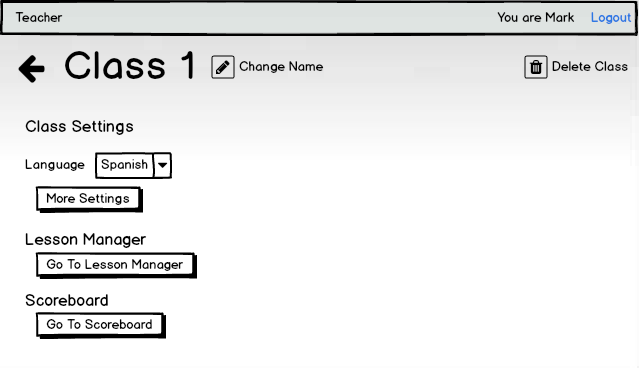 Teacher You are Mark Logout
Class 1 Change Name Delete Class
Class Settings
Language Spanish
More Settings
Lesson Manager
Go To Lesson Manager
Scoreboard
Go To Scoreboard